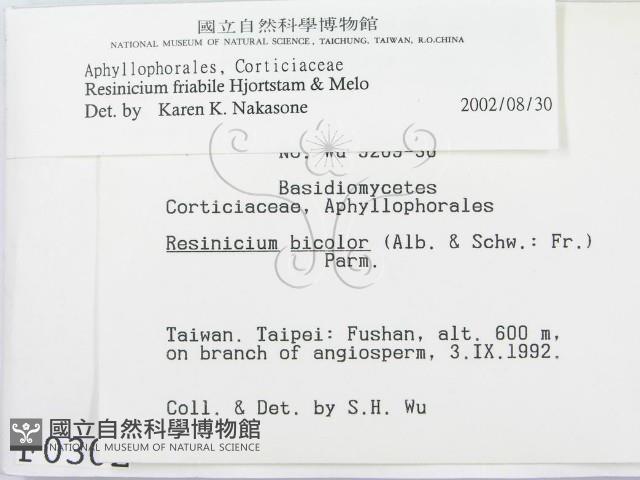 國立自然科學博物館
NATIONAL MUSEUM OF NATURAL SCIENCE, TAICHUNG, TAIWAN, R.O.CHINA
Aphyllophorales, Corticiaceae
Resinicium friabile Hjortstam & Melo
Det. by Karen K. Nakasone 2002/08/30
No. Wu
Basidiomycetes
Corticiaceae, Aphyllophorales
Resinicium bicolor (Alb. & Schw.: Fr.)
Parm.
Taiwan. Taipei: Fushan, alt. 600 m,
on branch of angiosperm, 3.IX.1992.
Coll. & Det. by S.H. Wu
國立自然科學博物館
NATIONAL MUSEUM OF NATURAL SCIENCE